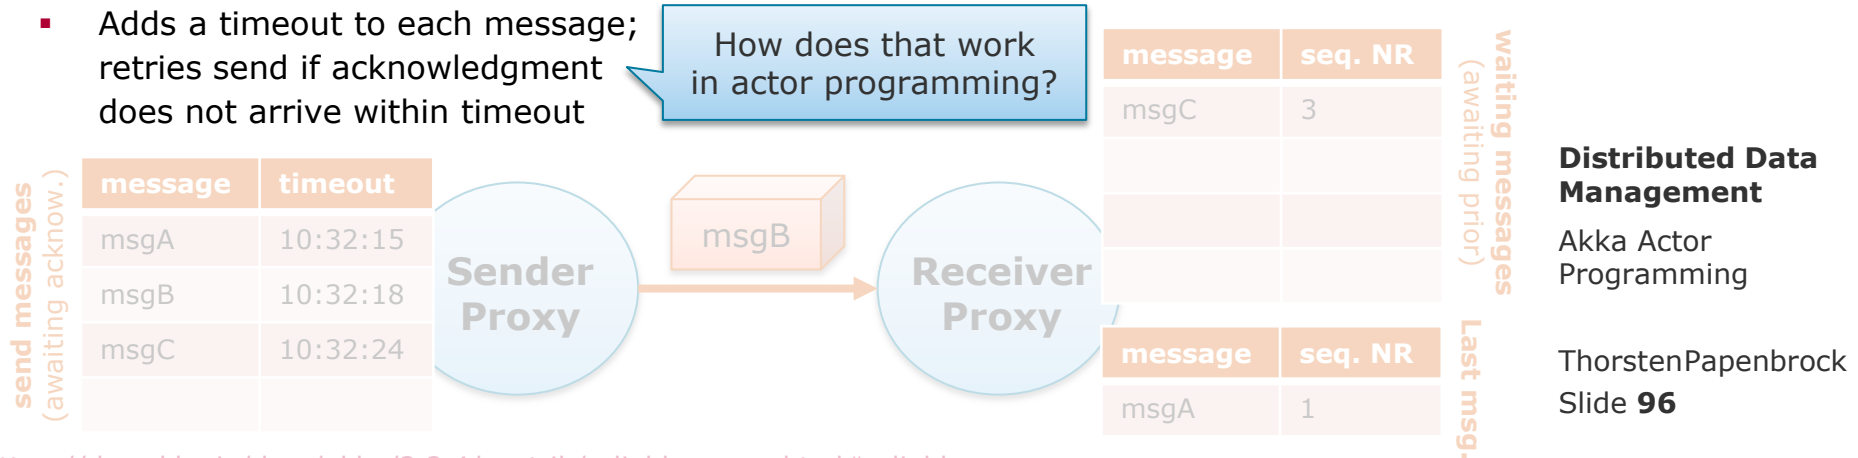 Adds a timeout to each message;
retries send if acknowledgment
does not arrive within timeout
How does that work
in actor programming?
send messages
(awaiting acknow.)
message timeout
msgA 10:32:15
msgB 10:32:18
msgC 10:32:24
Sender
Proxy
msgB
Receiver
Proxy
message seq. NR
msgC 3
waiting messages
(awaiting prior)
message seq. NR
msgA 1
Last msg.
Distributed Data
Management
Akka Actor
Programming
ThorstenPapenbrock
Slide 96